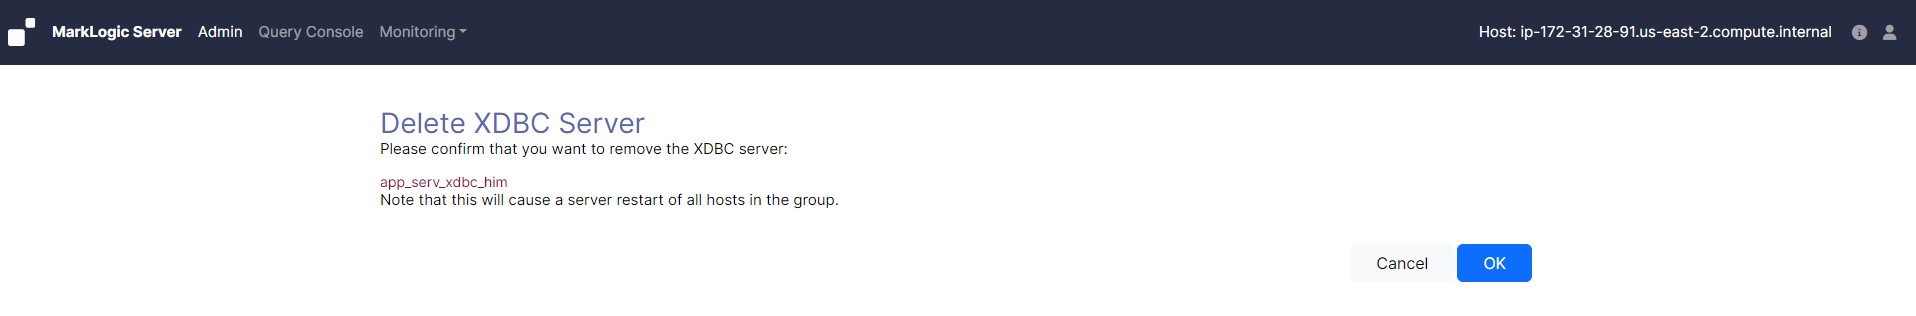 MarkLogic Server Admin Query Console Monitoring Host: ip-172-31-28-91.us-east-2.compute.internal
Delete XDBC Server
Please confirm that you want to remove the XDBC server:
app_serv_xdbc_him
Note that this will cause a server restart of all hosts in the group.
Cancel OK